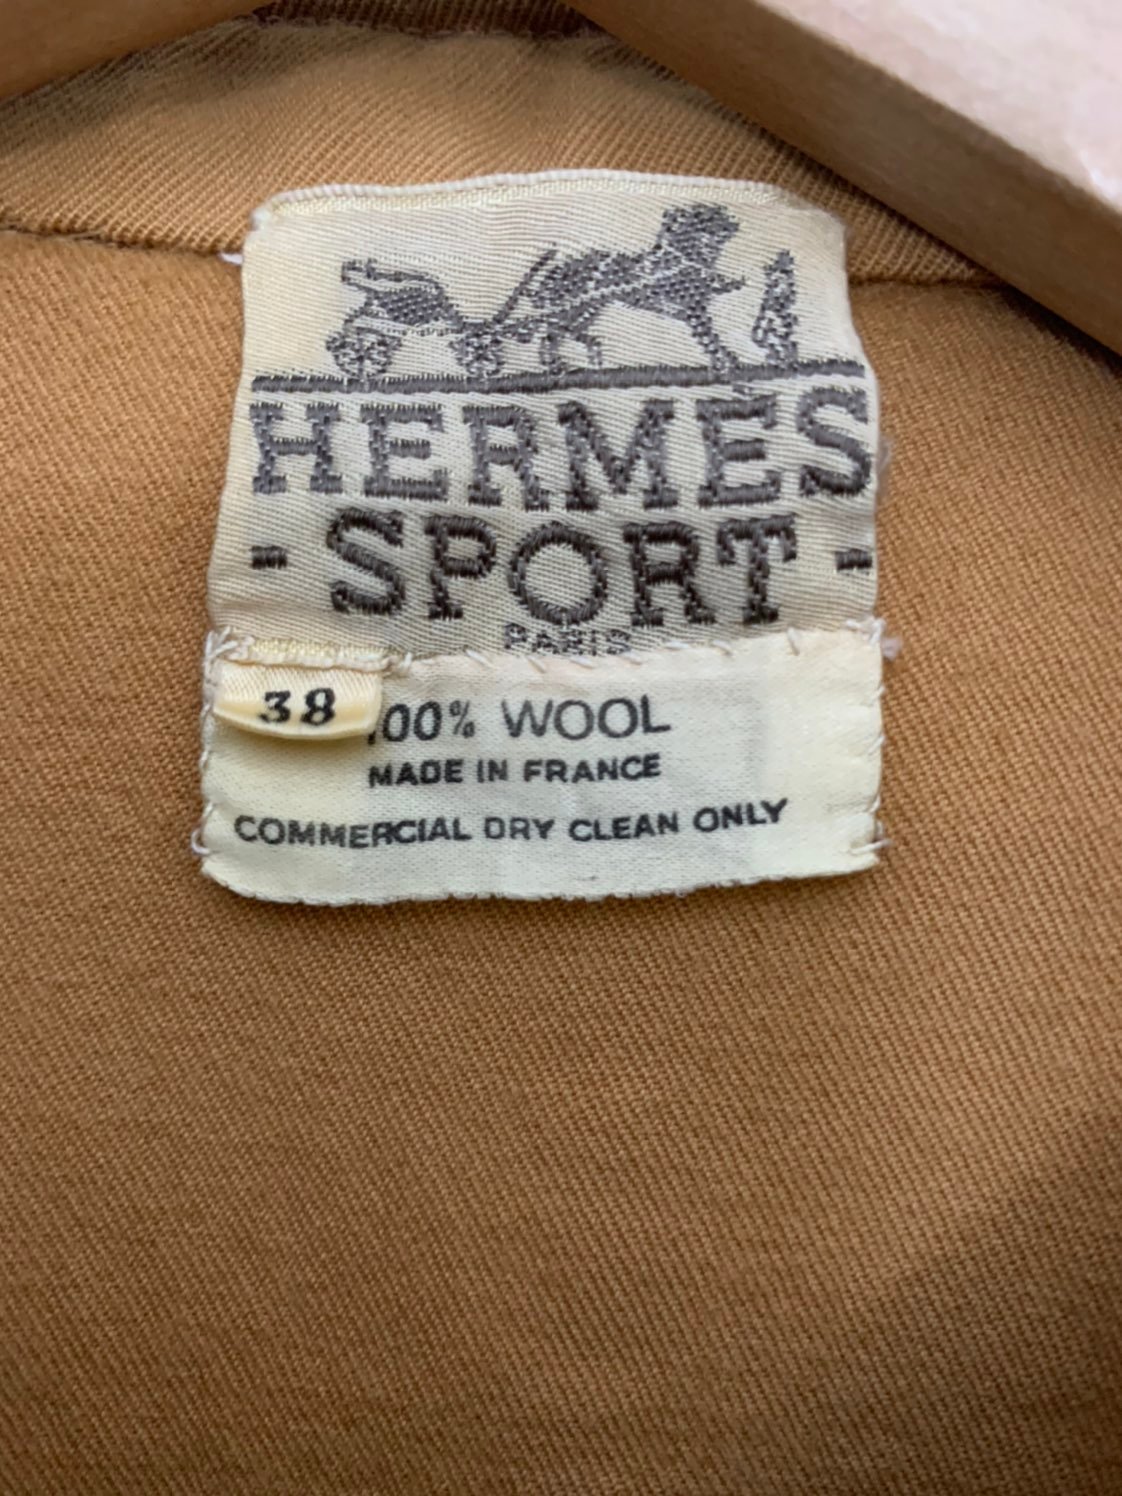 HERMES
- SPORT -
PARIS
38
100% WOOL
MADE IN FRANCE
COMMERCIAL DRY CLEAN ONLY